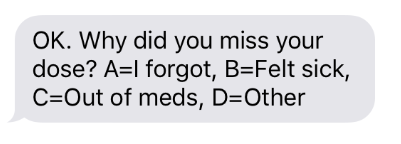 OK. Why did you miss your
dose? A=I forgot, B=Felt sick,
C=Out of meds, D=Other